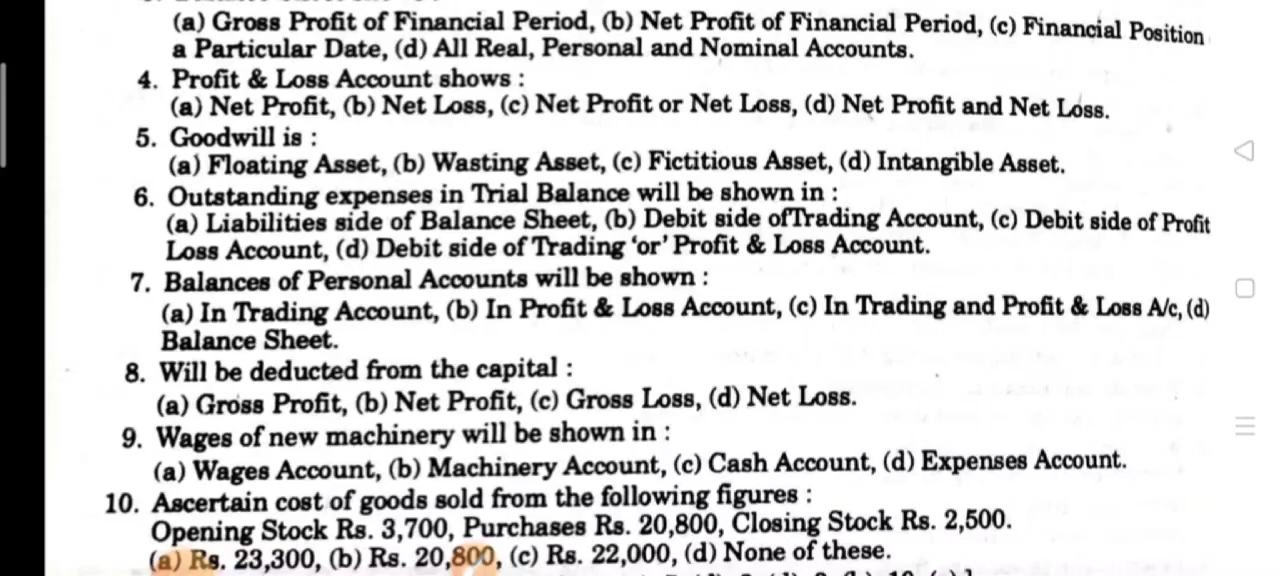 (a) Gross Profit of Financial Period, (b) Net Profit of Financial Period, (c) Financial Position
a Particular Date, (d) All Real, Personal and Nominal Accounts.
4. Profit & Loss Account shows :
(a) Net Profit, (b) Net Loss, (c) Net Profit or Net Loss, (d) Net Profit and Net Loss.
5. Goodwill is :
(a) Floating Asset, (b) Wasting Asset, (c) Fictitious Asset, (d) Intangible Asset.
6. Outstanding expenses in Trial Balance will be shown in :
(a) Liabilities side of Balance Sheet, (b) Debit side ofTrading Account, (c) Debit side of Profit
Loss Account, (d) Debit side of Trading ‘or’ Profit & Loss Account.
7. Balances of Personal Accounts will be shown :
(a) In Trading Account, (b) In Profit & Loss Account, (c) In Trading and Profit & Loss A/c, (d)
Balance Sheet.
8. Will be deducted from the capital :
(a) Gross Profit, (b) Net Profit, (c) Gross Loss, (d) Net Loss.
9. Wages of new machinery will be shown in :
(a) Wages Account, (b) Machinery Account, (c) Cash Account, (d) Expenses Account.
10. Ascertain cost of goods sold from the following figures :
Opening Stock Rs. 3,700, Purchases Rs. 20,800, Closing Stock Rs. 2,500.
(a) Rs. 23,300, (b) Rs. 20,800, (c) Rs. 22,000, (d) None of these.